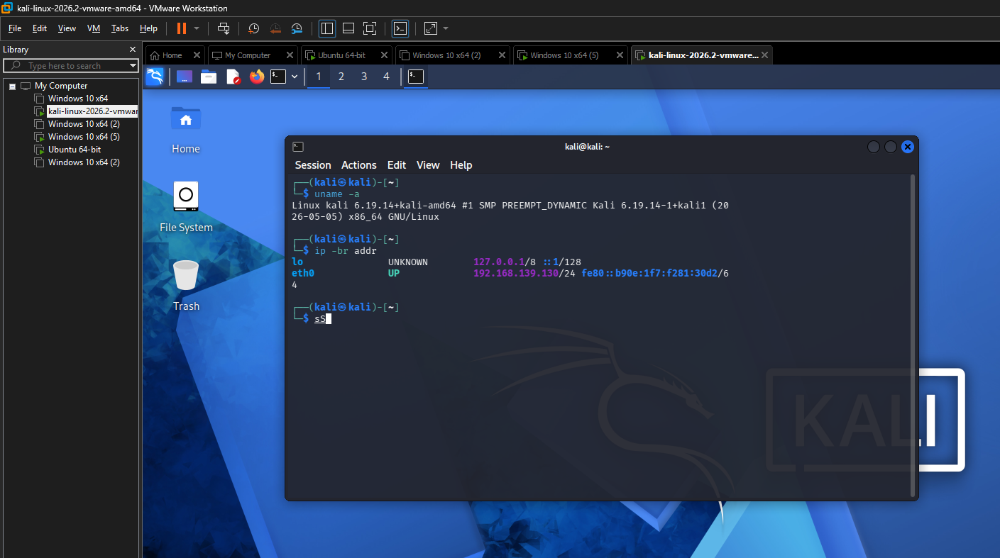 kali-linux-2026.2-vmware-amd64 - VMware Workstation
File Edit View VM Tabs Help
Library
Type here to search
My Computer
Windows 10 x64
kali-linux-2026.2-vmwar
Windows 10 x64 (2)
Windows 10 x64 (5)
Ubuntu 64-bit
Windows 10 x64 (2)
Home My Computer Ubuntu 64-bit Windows 10 x64 (2) Windows 10 x64 (5) kali-linux-2026.2-vmware...
1 2 3 4
Home
File System
Trash
kali@kali: ~
Session Actions Edit View Help
┌──(kali㉿kali)-[~]
└─$ uname -a
Linux kali 6.19.14+kali-amd64 #1 SMP PREEMPT_DYNAMIC Kali 6.19.14-1+kali1 (20
26-05-05) x86_64 GNU/Linux
┌──(kali㉿kali)-[~]
└─$ ip -br addr
lo UNKNOWN 127.0.0.1/8 ::1/128
eth0 UP 192.168.139.130/24 fe80::b90e:1f7:f281:30d2/6
4
┌──(kali㉿kali)-[~]
└─$ sS
KALI